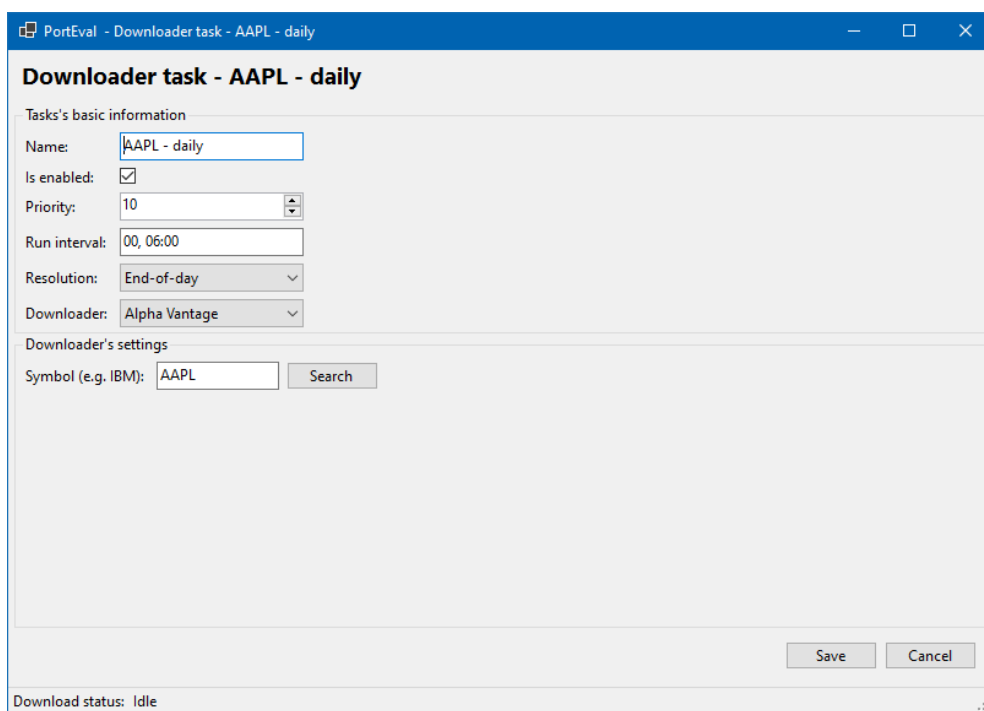 PortEval - Downloader task - AAPL - daily
Downloader task - AAPL - daily
Tasks's basic information
Name: AAPL - daily
Is enabled:
Priority: 10
Run interval: 00, 06:00
Resolution: End-of-day
Downloader: Alpha Vantage
Downloader's settings
Symbol (e.g. IBM): AAPL Search
Save Cancel
Download status: Idle